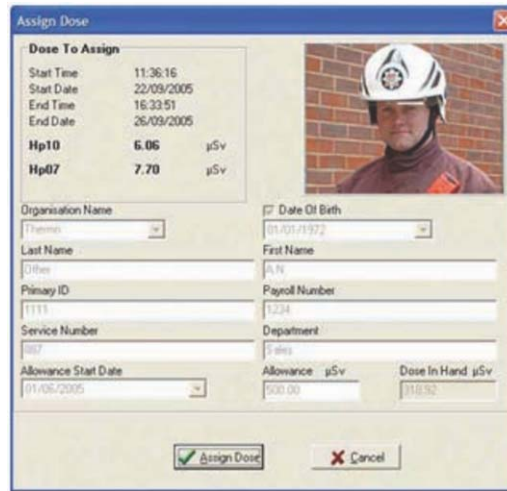 Assign Dose
Dose To Assign
Start Time 11:36:16
Start Date 22/09/2005
End Time 16:33:51
End Date 26/09/2005
Hp10 6.06 µSv
Hp07 7.70 µSv
Organisation Name Date Of Birth
Thermo 01/01/1972
Last Name First Name
Other A.N.
Primary ID Payroll Number
1111 1234
Service Number Department
007 Sales
Allowance Start Date Allowance µSv Dose In Hand µSv
01/06/2005 500.00 318.92
Assign Dose Cancel